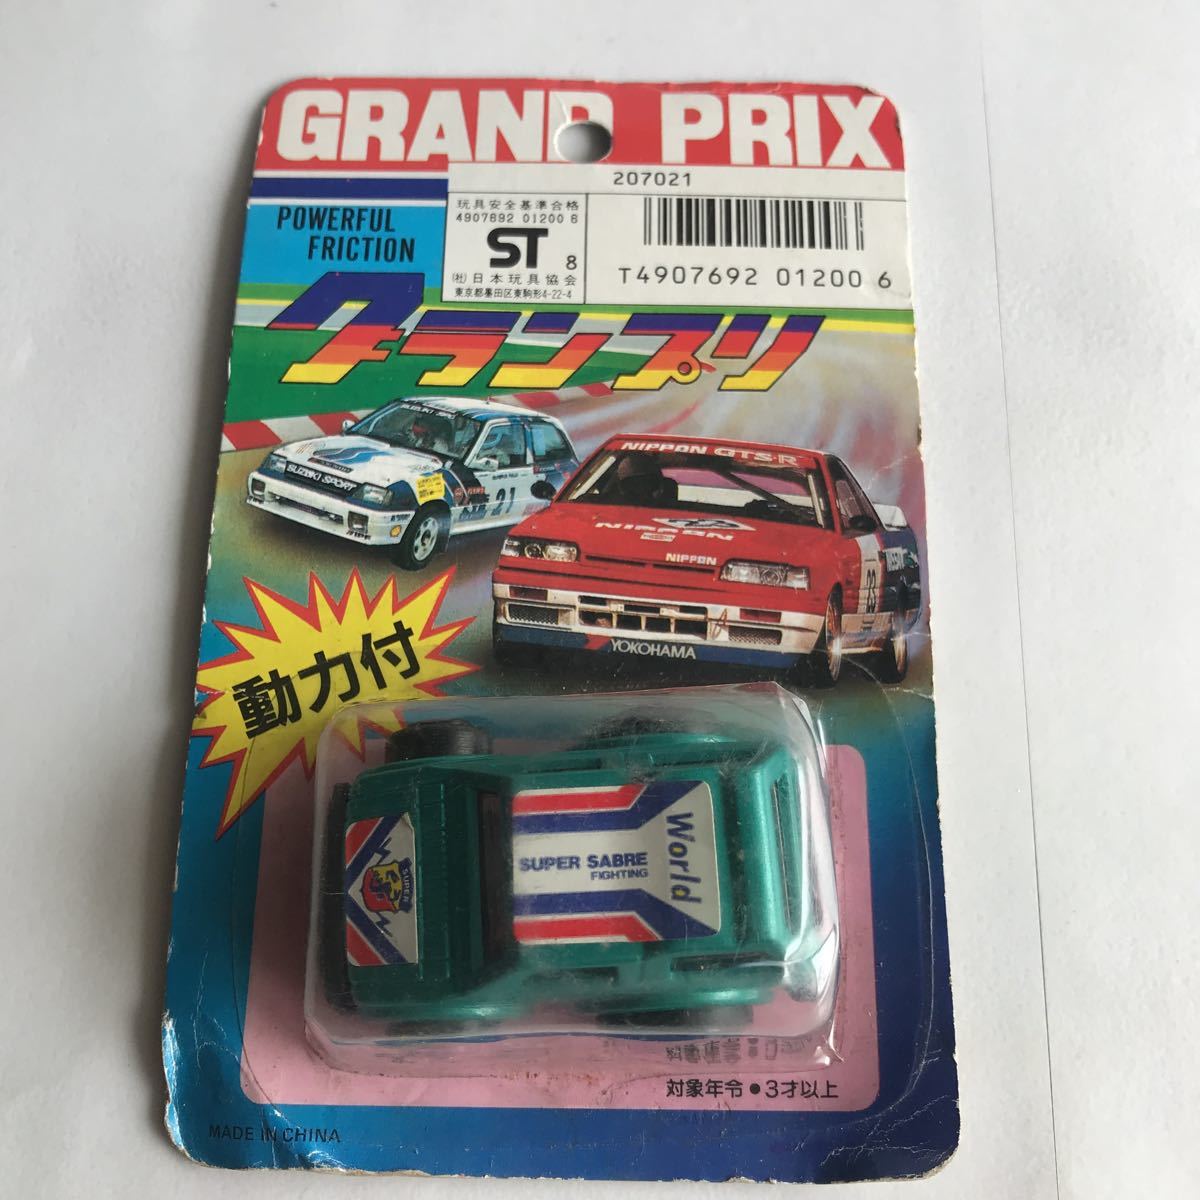 GRAND PRIX
207021
玩具安全基準合格
4907692 01200 6
ST 8
(社)日本玩具協会
東京都墨田区東駒形4-22-4
T4907692 01200 6
POWERFUL
FRICTION
グランプリ
SUZUKI SPORT
21
NIPPON GTS-R
NIPPON
NIPPON
23
YOKOHAMA
動力付
SUPER
SUPER SABRE
FIGHTING
World
対象年令●3才以上
MADE IN CHINA